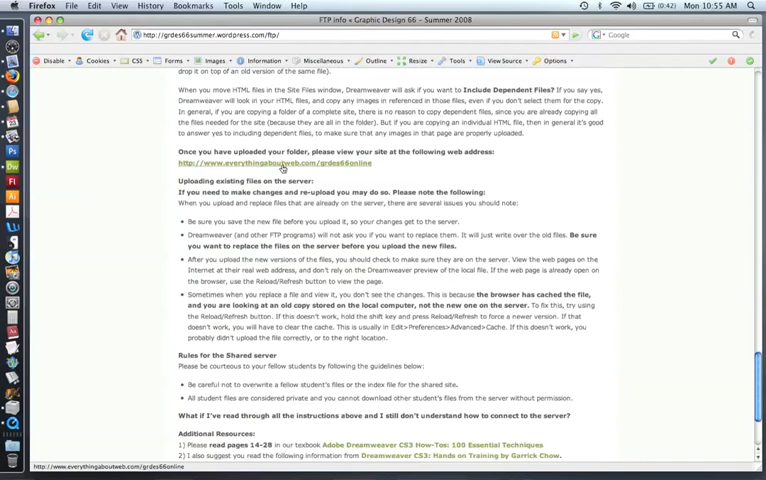 Firefox File Edit View History Bookmarks Tools Window Help (0:42) Mon 10:55 AM
FTP info « Graphic Design 66 – Summer 2008
http://grdes66summer.wordpress.com/ftp/ Google
Disable Cookies CSS Forms Images Information Miscellaneous Outline Resize Tools View Source Options
drop it on top of an old version of the same file).
When you move HTML files in the Site Files window, Dreamweaver will ask if you want to Include Dependent Files? If you say yes,
Dreamweaver will look in your HTML files, and copy any images in referenced in those files, even if you don't select them for the copy.
In general, if you are copying a folder of a complete site, there is no reason to copy dependent files, since you are already copying all
the files needed for the site (because they are all in the folder). But if you are copying an individual HTML file, then in general it's good
to answer yes to including dependent files, to make sure that any images in that page are properly uploaded.
Once you have uploaded your folder, please view your site at the following web address:
http://www.everythingaboutweb.com/grdes66online
Uploading existing files on the server:
If you need to make changes and re-upload you may do so. Please note the following:
When you upload and replace files that are already on the server, there are several issues you should note:
Be sure you save the new file before you upload it, so your changes get to the server.
Dreamweaver (and other FTP programs) will not ask you if you want to replace them. It will just write over the old files. Be sure
you want to replace the files on the server before you upload the new files.
After you upload the new versions of the files, you should check to make sure they are on the server. View the web pages on the
Internet at their real web address, and don't rely on the Dreamweaver preview of the local file. If the web page is already open on
the browser, use the Reload/Refresh button to view the page.
Sometimes when you replace a file and view it, you don't see the changes. This is because the browser has cached the file,
and you are looking at an old copy stored on the local computer, not the new one on the server. To fix this, try using
the Reload/Refresh button. If this doesn't work, hold the shift key and press Reload/Refresh to force a newer version. If that
doesn't work, you will have to clear the cache. This is usually in Edit>Preferences>Advanced>Cache. If this doesn't work, you
probably didn't upload the file correctly, or to the right location.
Rules for the Shared server
Please be courteous to your fellow students by following the guidelines below:
Be careful not to overwrite a fellow student's files or the index file for the shared site.
All student files are considered private and you cannot download other student's files from the server without permission.
What if I've read through all the instructions above and I still don't understand how to connect to the server?
Additional Resources:
1) Please read pages 14-28 in our texbook Adobe Dreamweaver CS3 How-Tos: 100 Essential Techniques
2) I also suggest you read the following information from Dreamweaver CS3: Hands on Training by Garrick Chow.
http://www.everythingaboutweb.com/grdes66online